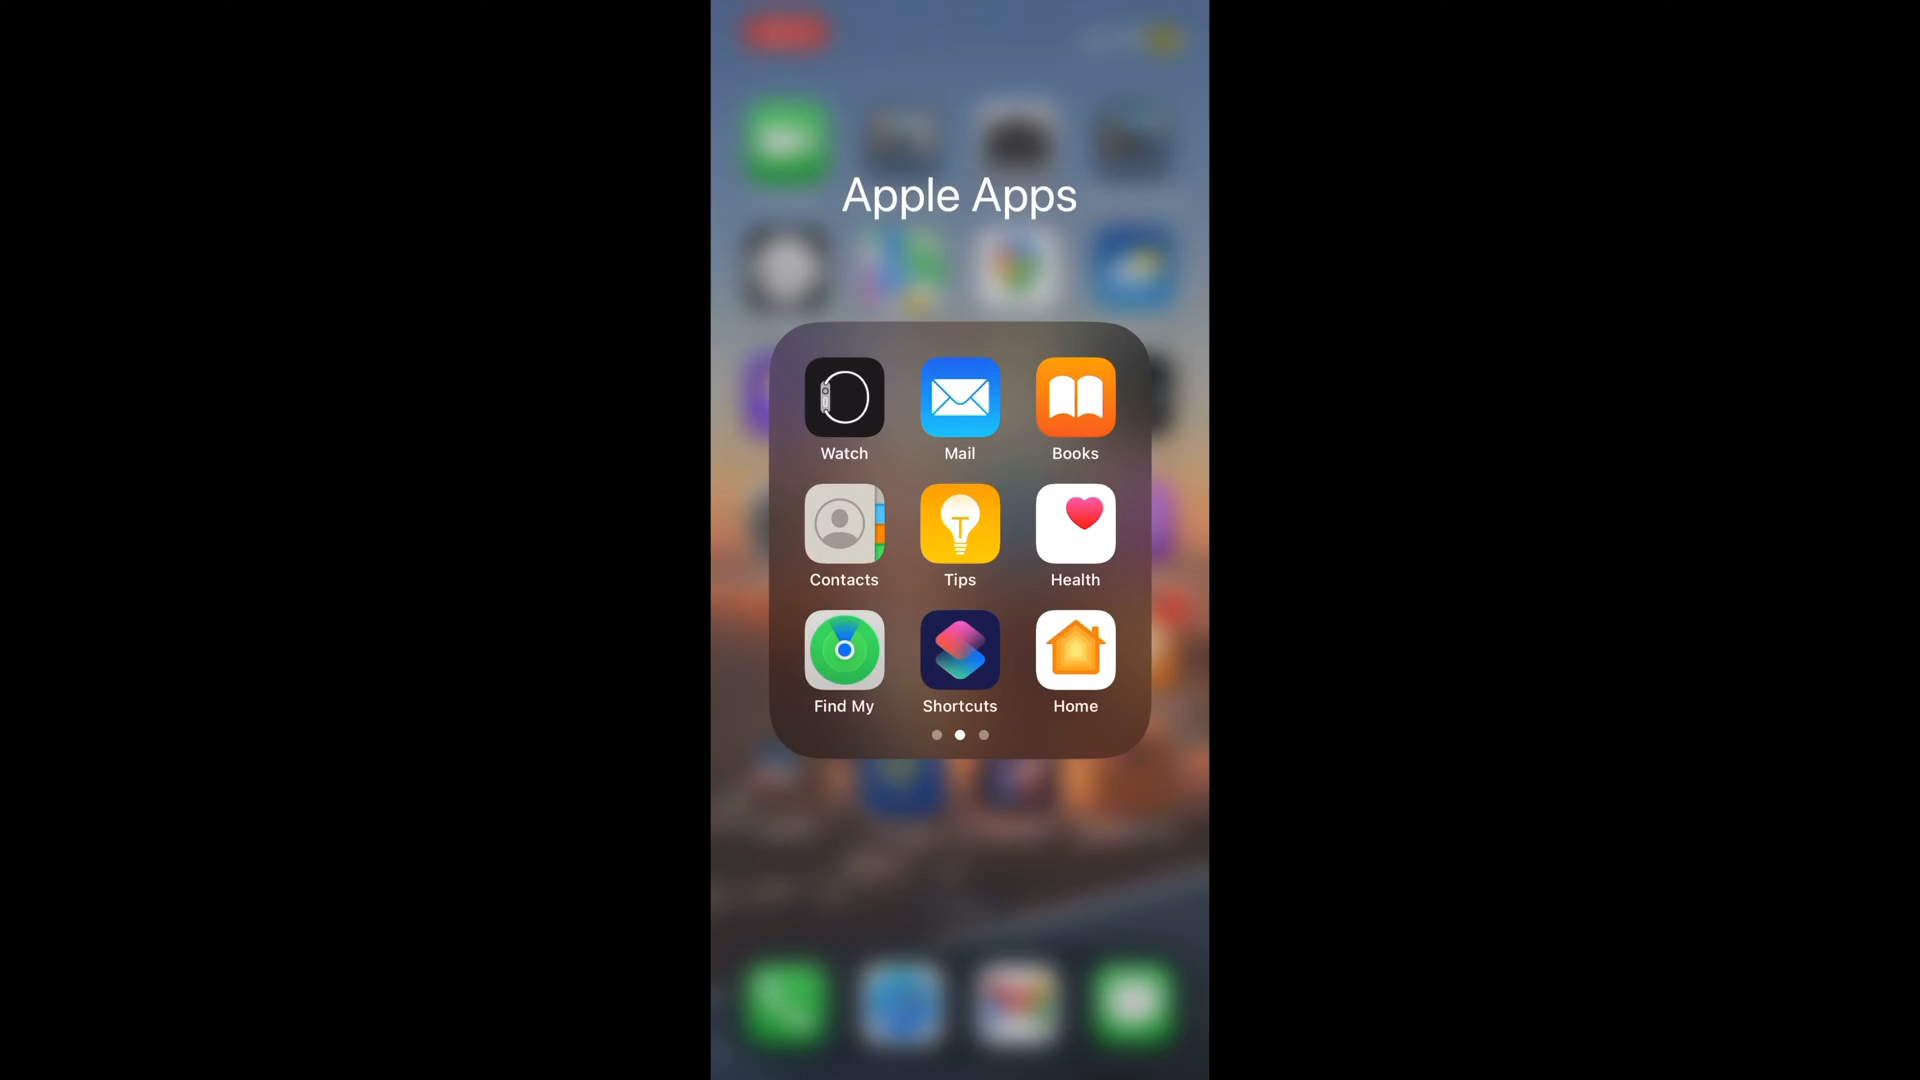 Apple Apps
Watch
Mail
Books
Contacts
Tips
Health
Find My
Shortcuts
Home